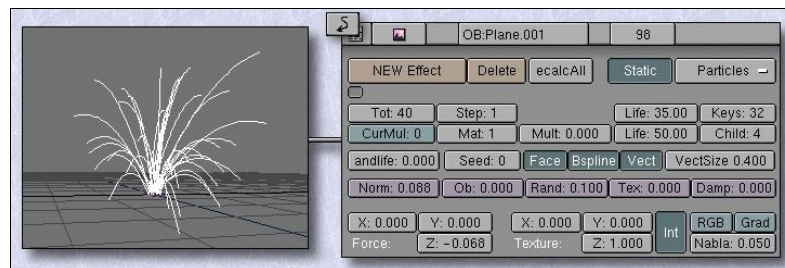 OB:Plane.001 98
NEW Effect Delete ecalcAll Static Particles
Tot: 40 Step: 1 Life: 35.00 Keys: 32
CurMul: 0 Mat: 1 Mult: 0.000 Life: 50.00 Child: 4
andlife: 0.000 Seed: 0 Face Bspline Vect VectSize 0.400
Norm: 0.088 Ob: 0.000 Rand: 0.100 Tex: 0.000 Damp: 0.000
X: 0.000 Y: 0.000 X: 0.000 Y: 0.000 Int RGB Grad
Force: Z: -0.068 Texture: Z: 1.000 Nabla: 0.050